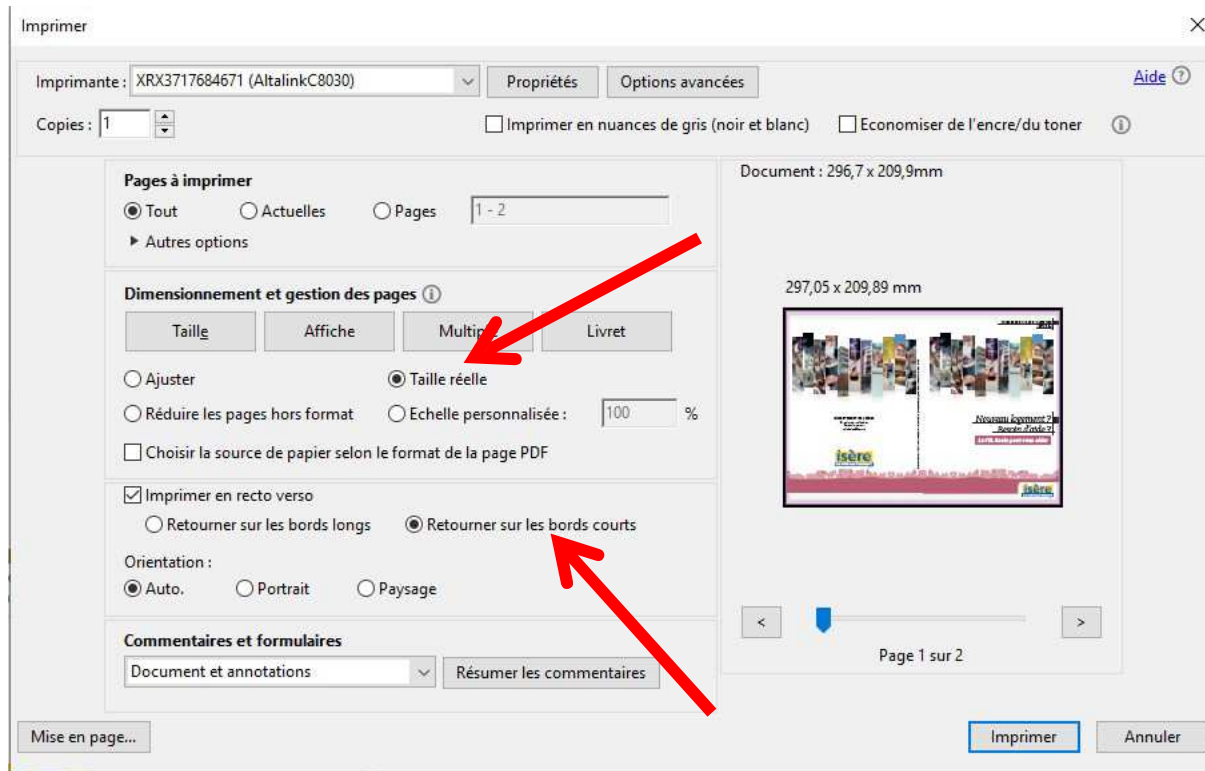 Imprimer
Imprimante : XRX3717684671 (AltalinkC8030) Propriétés Options avancées Aide
Copies : 1 Imprimer en nuances de gris (noir et blanc) Economiser de l'encre/du toner
Pages à imprimer
Tout Actuelles Pages 1 - 2
Autres options
Dimensionnement et gestion des pages
Taille Affiche Livret
Ajuster Taille réelle
Réduire les pages hors format Echelle personnalisée : 100 %
Choisir la source de papier selon le format de la page PDF
Imprimer en recto verso
Retourner sur les bords longs Retourner sur les bords courts
Orientation :
Auto. Portrait Paysage
Commentaires et formulaires
Document et annotations Résumer les commentaires
Document : 296,7 x 209,9mm
297,05 x 209,89 mm
Nouveau logement ?
Besoin d'aide ?
isère
isère
< >
Page 1 sur 2
Mise en page... Imprimer Annuler